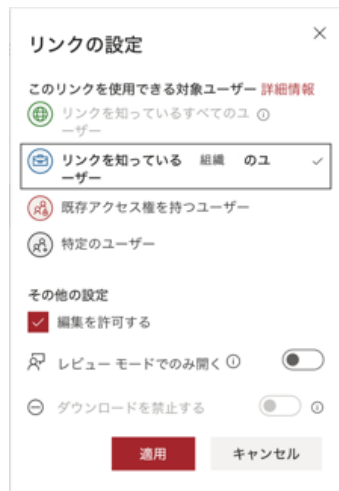 リンクの設定
このリンクを使用できる対象ユーザー 詳細情報
リンクを知っているすべてのユ
ーザー
リンクを知っている 組織 のユ
ーザー
既存アクセス権を持つユーザー
特定のユーザー
その他の設定
編集を許可する
レビュー モードでのみ開く
ダウンロードを禁止する
適用 キャンセル